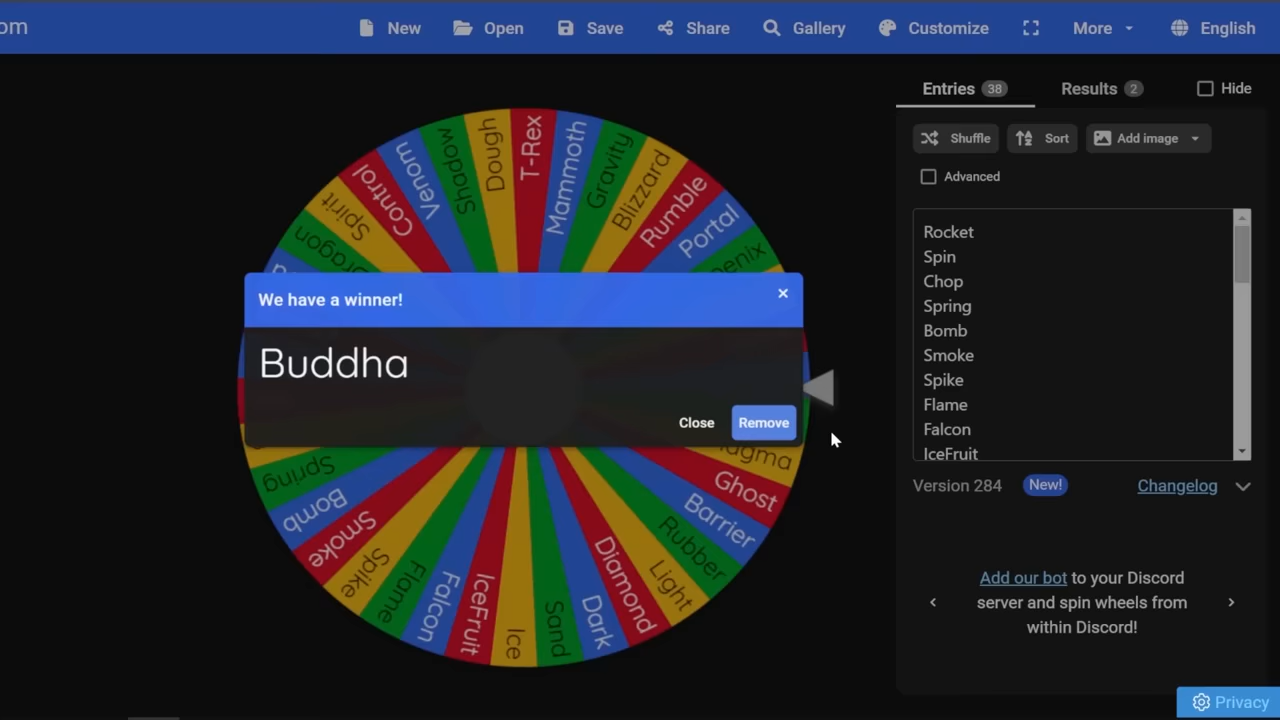 om
New
Open
Save
Share
Gallery
Customize
More
English
Entries 38
Results 2
Hide
Shuffle
Sort
Add image
Advanced
Rocket
Spin
Chop
Spring
Bomb
Smoke
Spike
Flame
Falcon
IceFruit
Version 284
New!
Changelog
Add our bot to your Discord
server and spin wheels from
within Discord!
Privacy
We have a winner!
Buddha
Close
Remove
Dragon
Spirit
Control
Venom
Shadow
Dough
T-Rex
Mammoth
Gravity
Blizzard
Rumble
Portal
enix
agma
Ghost
Barrier
Rubber
Light
Diamond
Dark
Sand
Ice
IceFruit
Falcon
Flame
Spike
Smoke
Bomb
Spring